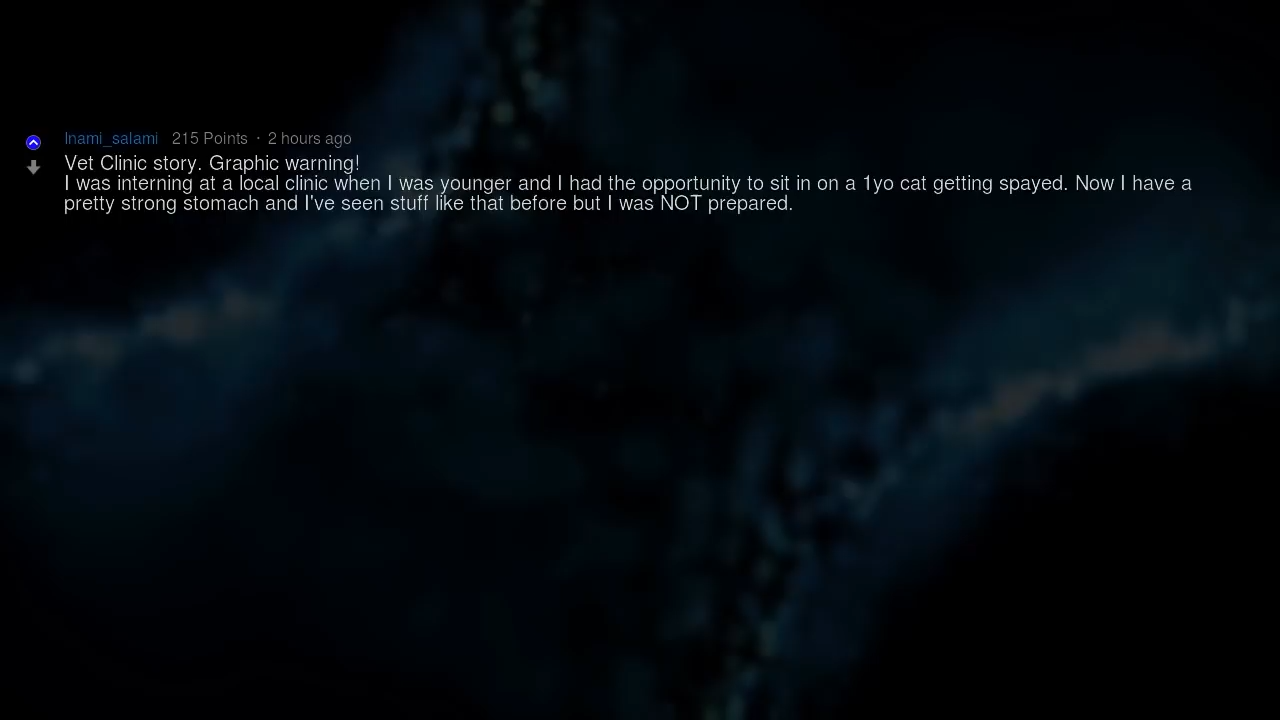 Inami_salami 215 Points · 2 hours ago
Vet Clinic story. Graphic warning!
I was interning at a local clinic when I was younger and I had the opportunity to sit in on a 1yo cat getting spayed. Now I have a
pretty strong stomach and I've seen stuff like that before but I was NOT prepared.